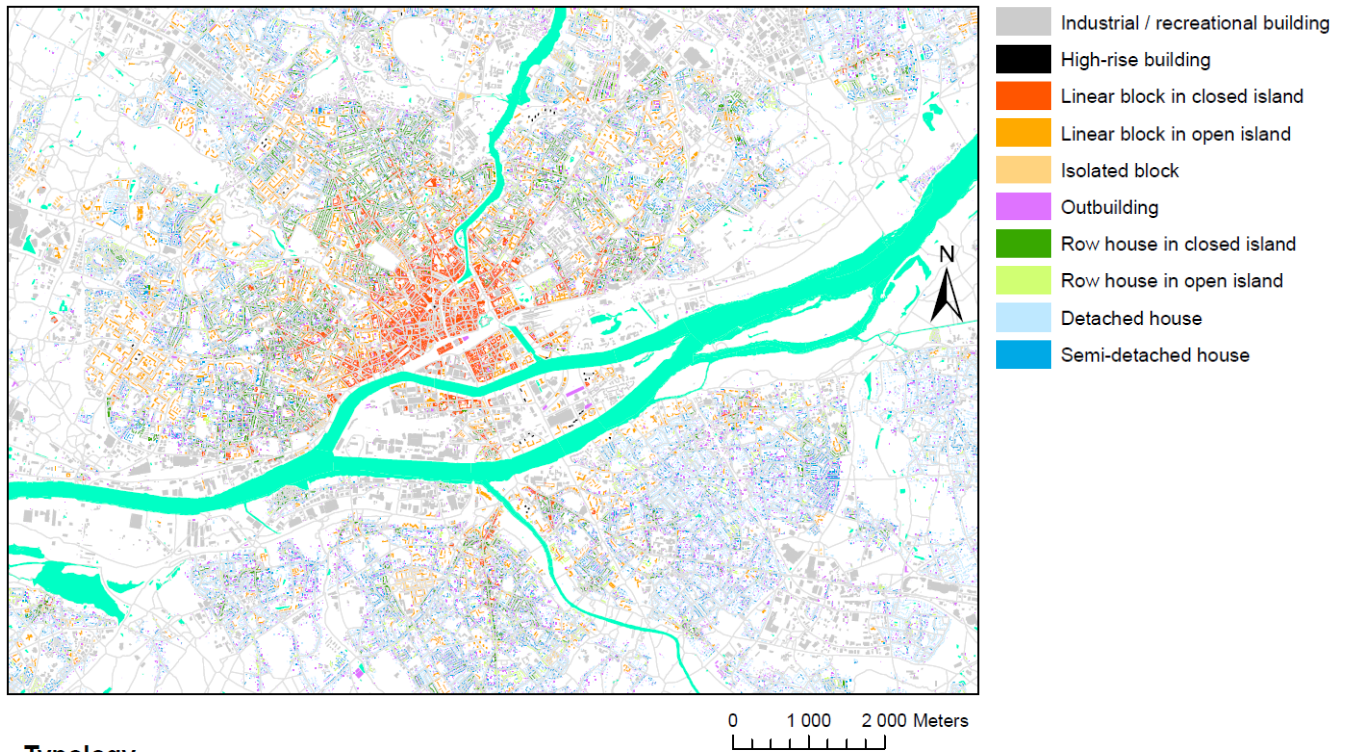 Industrial / recreational building
High-rise building
Linear block in closed island
Linear block in open island
Isolated block
Outbuilding
Row house in closed island
Row house in open island
Detached house
Semi-detached house
N
0 1 000 2 000 Meters
Typology